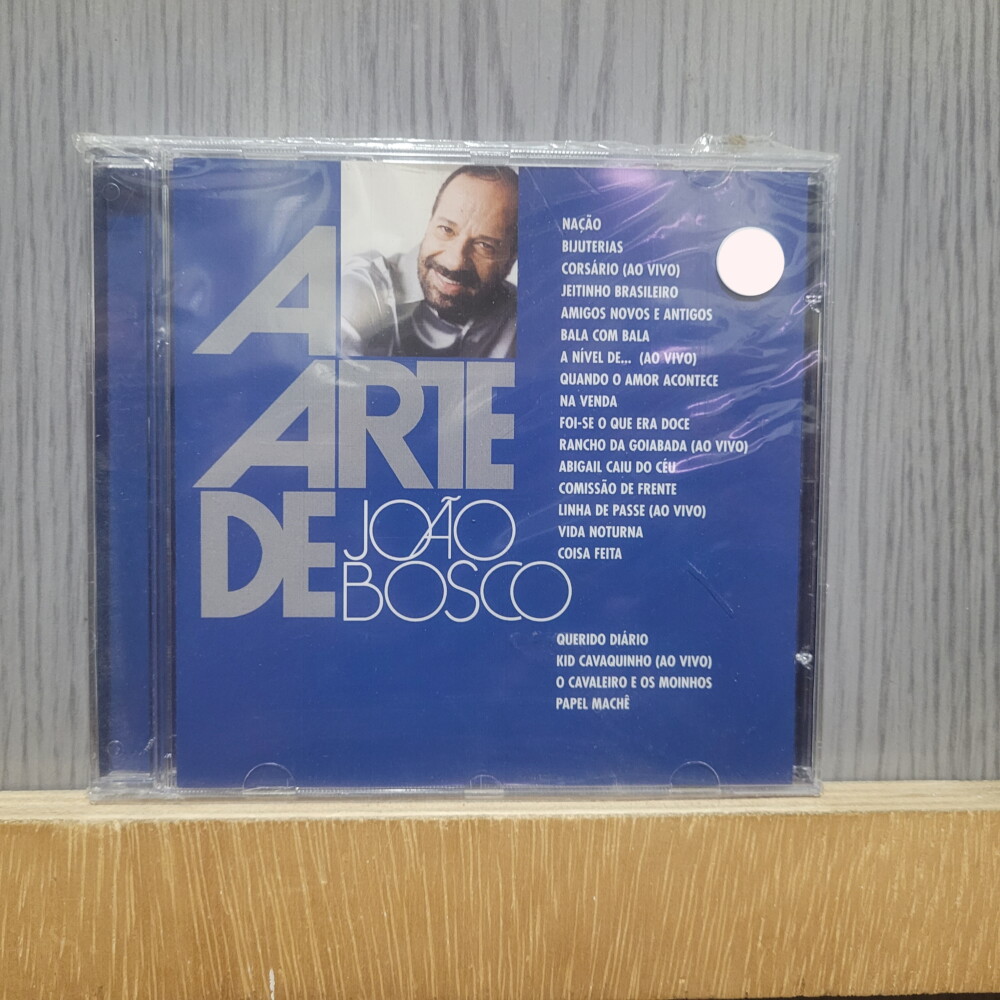 A
ARTE
DE JOÃO
BOSCO
NAÇÃO
BIJUTERIAS
CORSÁRIO (AO VIVO)
JEITINHO BRASILEIRO
AMIGOS NOVOS E ANTIGOS
BALA COM BALA
A NÍVEL DE... (AO VIVO)
QUANDO O AMOR ACONTECE
NA VENDA
FOI-SE O QUE ERA DOCE
RANCHO DA GOIABADA (AO VIVO)
ABIGAIL CAIU DO CÉU
COMISSÃO DE FRENTE
LINHA DE PASSE (AO VIVO)
VIDA NOTURNA
COISA FEITA
QUERIDO DIÁRIO
KID CAVAQUINHO (AO VIVO)
O CAVALEIRO E OS MOINHOS
PAPEL MACHÊ